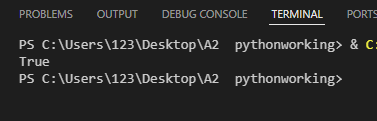 PROBLEMS OUTPUT DEBUG CONSOLE TERMINAL PORTS
PS C:\Users\123\Desktop\A2  pythonworking> & C:
True
PS C:\Users\123\Desktop\A2  pythonworking>